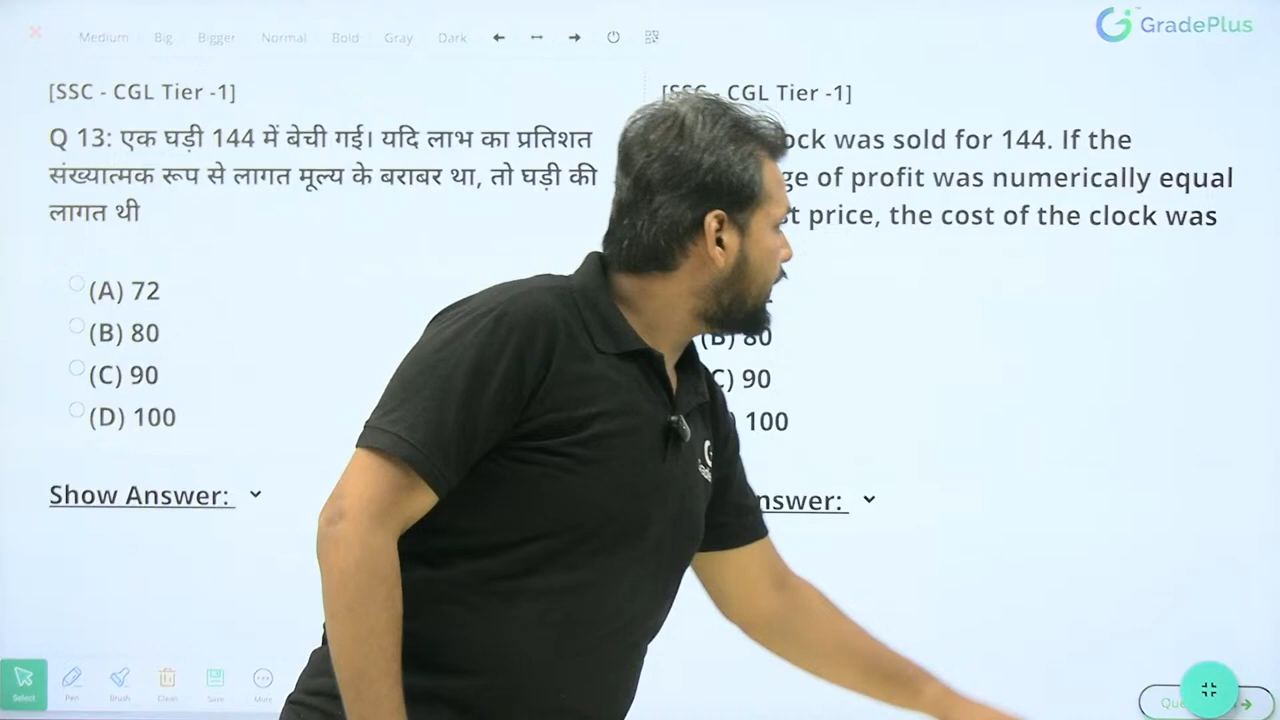 Medium Big Bigger Normal Bold Gray Dark
GradePlus
[SSC - CGL Tier -1]
Q 13: एक घड़ी 144 में बेची गई। यदि लाभ का प्रतिशत
संख्यात्मक रूप से लागत मूल्य के बराबर था, तो घड़ी की
लागत थी
(A) 72
(B) 80
(C) 90
(D) 100
Show Answer:
[SSC - CGL Tier -1]
was sold for 144. If the
of profit was numerically equal
price, the cost of the clock was
(B) 80
C) 90
100
Select Pen Brush Clean Save More